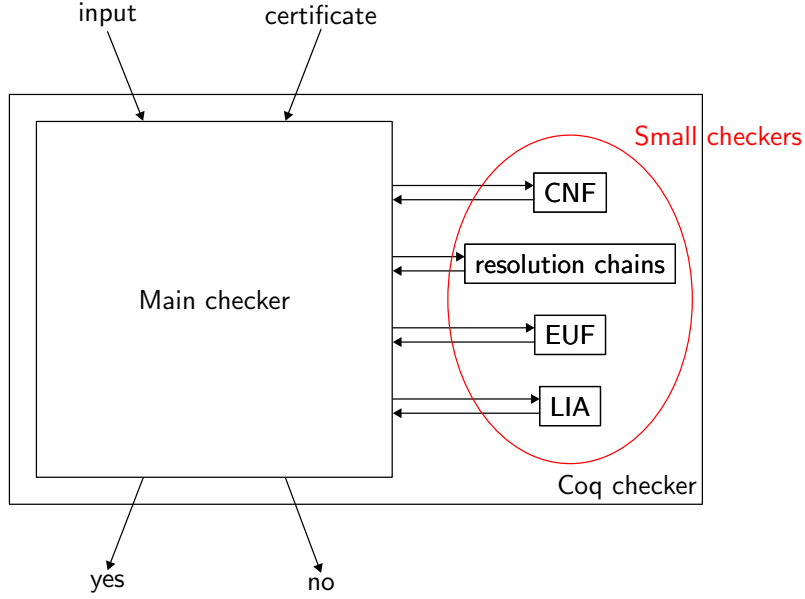 input
certificate
Small checkers
CNF
resolution chains
Main checker
EUF
LIA
Coq checker
yes
no